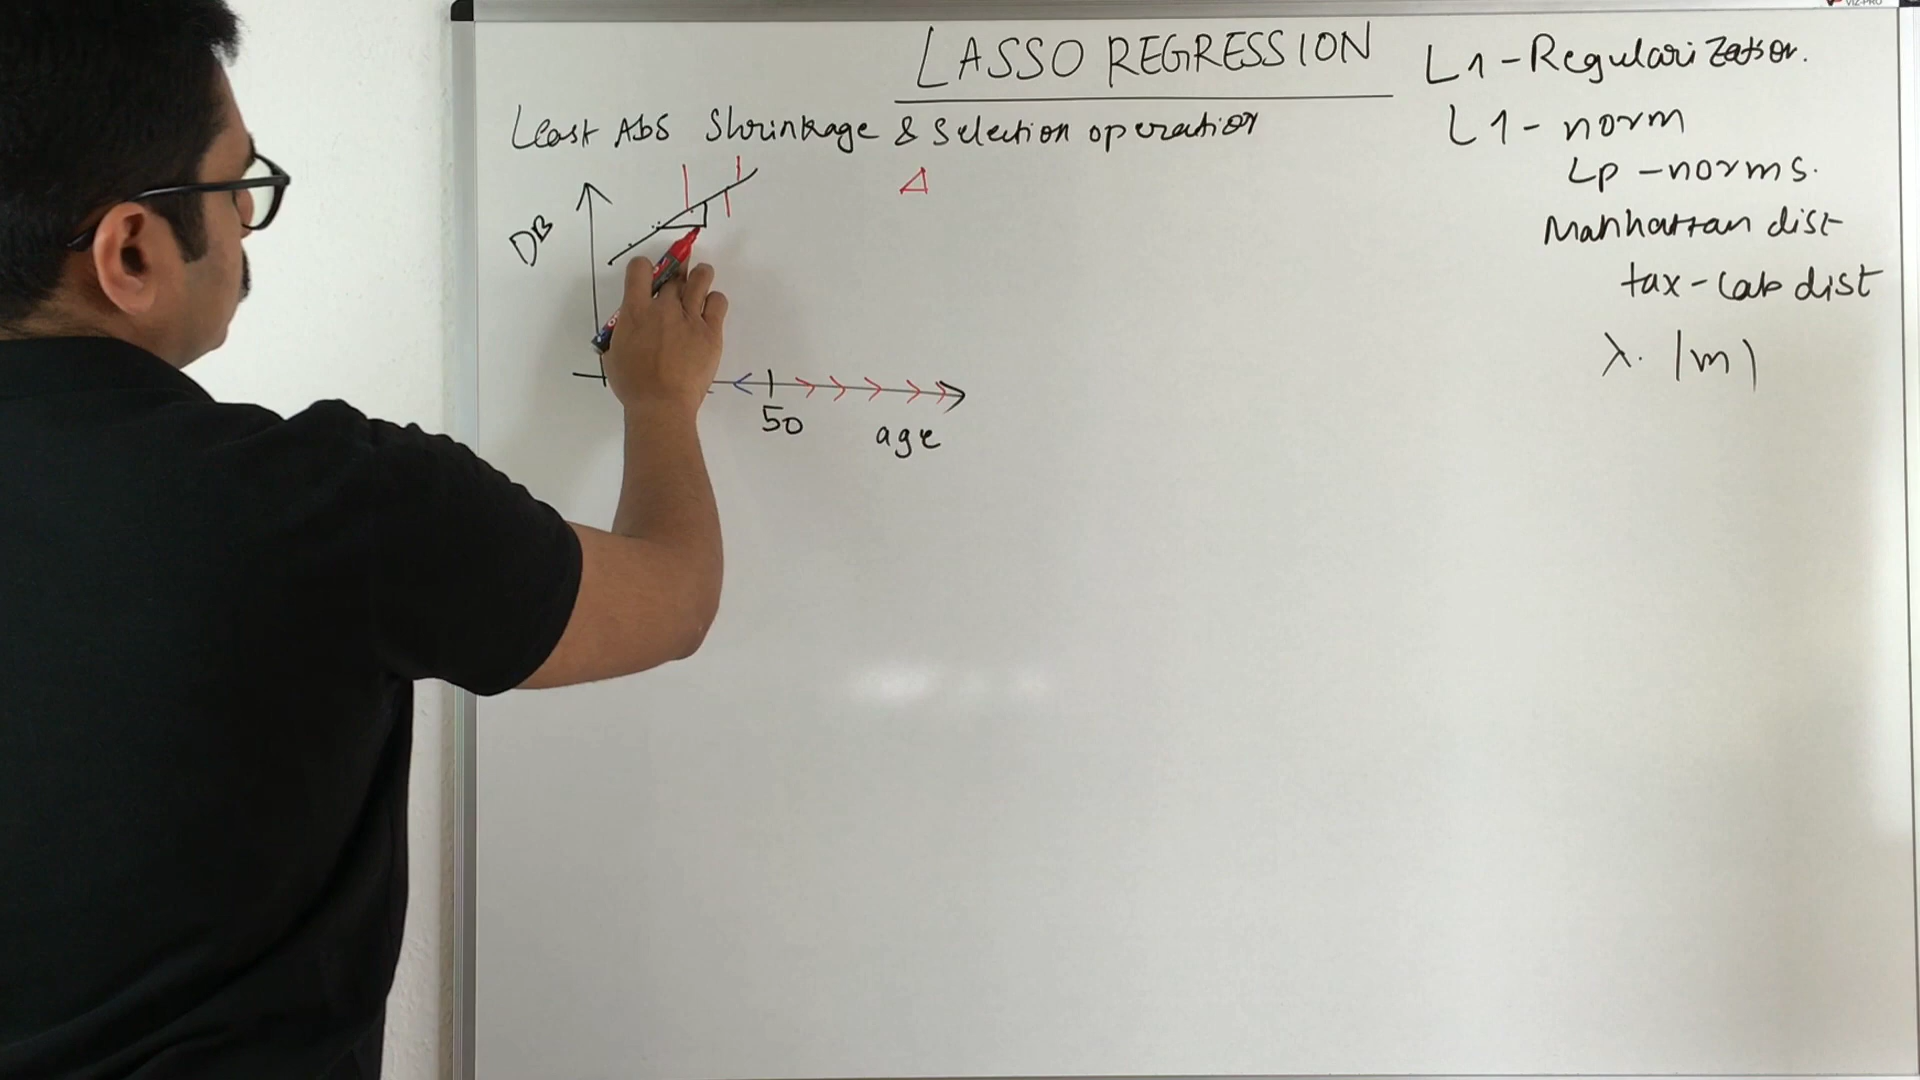 LASSO REGRESSION
Least Abs Shrinkage & Selection operation
DB
50
age
L1-Regularization.
L1-norm
Lp-norms.
Manhattan dist
tax-Cab dist
λ. |m|